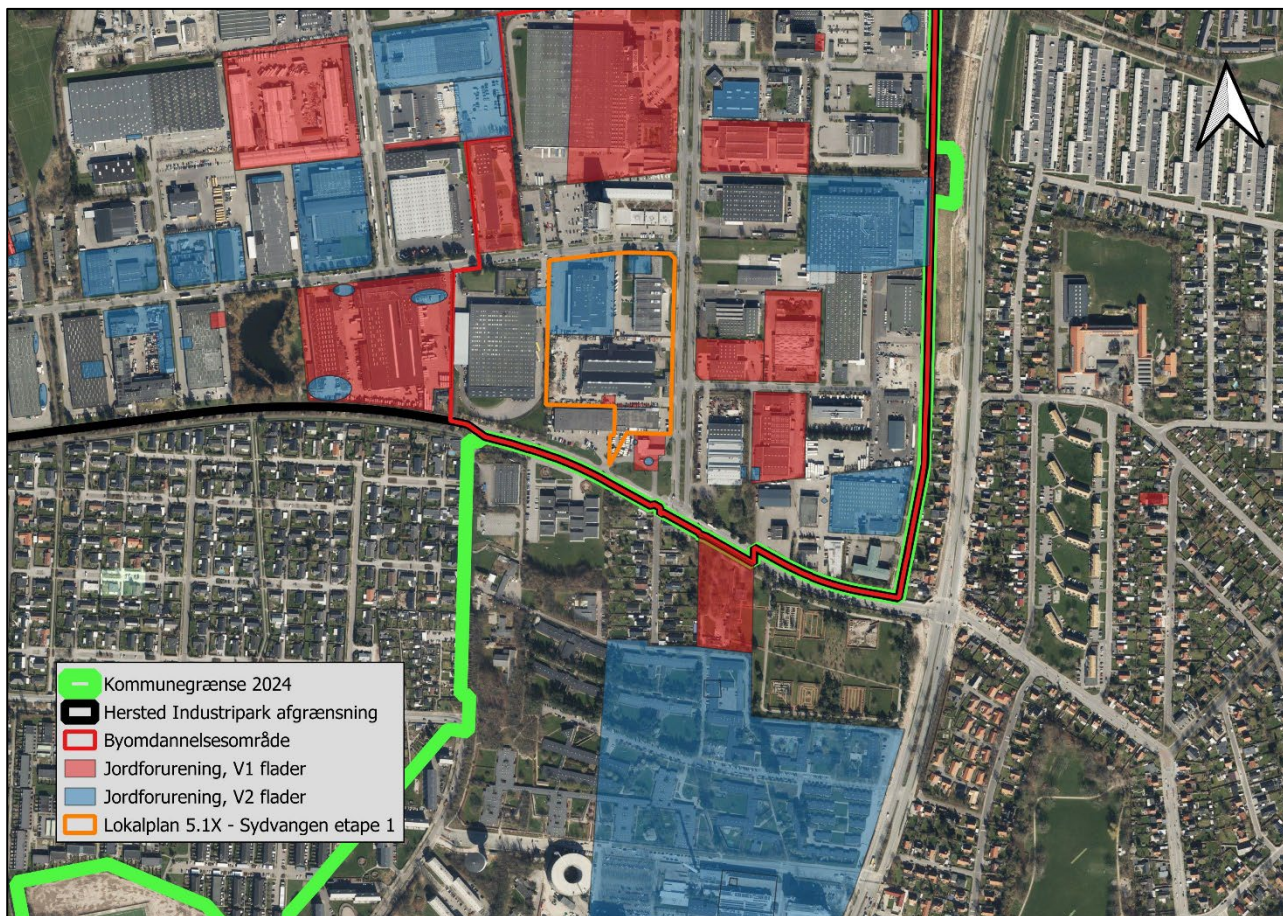 Kommunegrænse 2024
Hersted Industripark afgrænsning
Byomdannelsesområde
Jordforurening, V1 flader
Jordforurening, V2 flader
Lokalplan 5.1X - Sydvangen etape 1